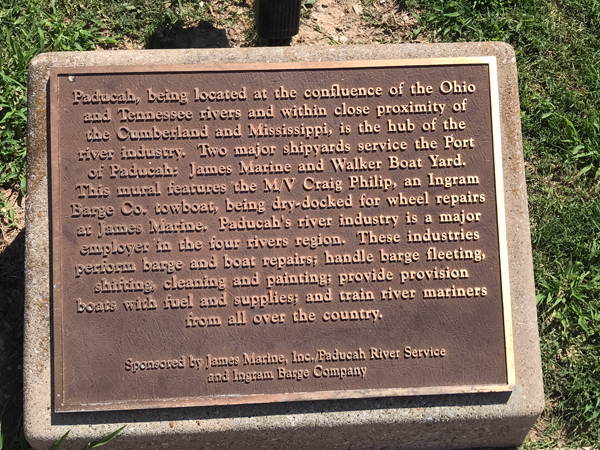 Paducah, being located at the confluence of the Ohio
and Tennessee rivers and within close proximity of
the Cumberland and Mississippi, is the hub of the
river industry. Two major shipyards service the Port
of Paducah: James Marine and Walker Boat Yard.
This mural features the M/V Craig Philip, an Ingram
Barge Co. towboat, being dry-docked for wheel repairs
at James Marine. Paducah's river industry is a major
employer in the four rivers region. These industries
perform barge and boat repairs; handle barge fleeting,
shifting, cleaning and painting; provide provision
boats with fuel and supplies; and train river mariners
from all over the country.
Sponsored by James Marine, Inc./Paducah River Service
and Ingram Barge Company